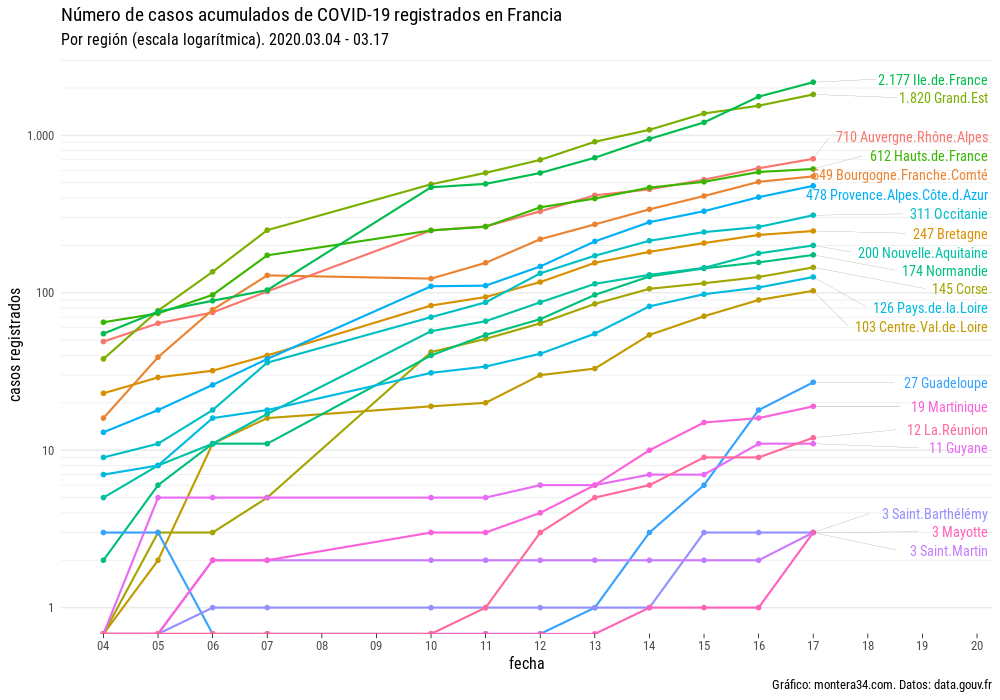 Número de casos acumulados de COVID-19 registrados en Francia
Por región (escala logarítmica). 2020.03.04 - 03.17
casos registrados
1.000
100
10
1
2.177 Ile.de.France
1.820 Grand.Est
710 Auvergne.Rhône.Alpes
612 Hauts.de.France
549 Bourgogne.Franche.Comté
478 Provence.Alpes.Côte.d.Azur
311 Occitanie
247 Bretagne
200 Nouvelle.Aquitaine
174 Normandie
145 Corse
126 Pays.de.la.Loire
103 Centre.Val.de.Loire
27 Guadeloupe
19 Martinique
12 La.Réunion
11 Guyane
3 Saint.Barthélémy
3 Mayotte
3 Saint.Martin
04 05 06 07 08 09 10 11 12 13 14 15 16 17 18 19 20
fecha
Gráfico: montera34.com. Datos: data.gouv.fr